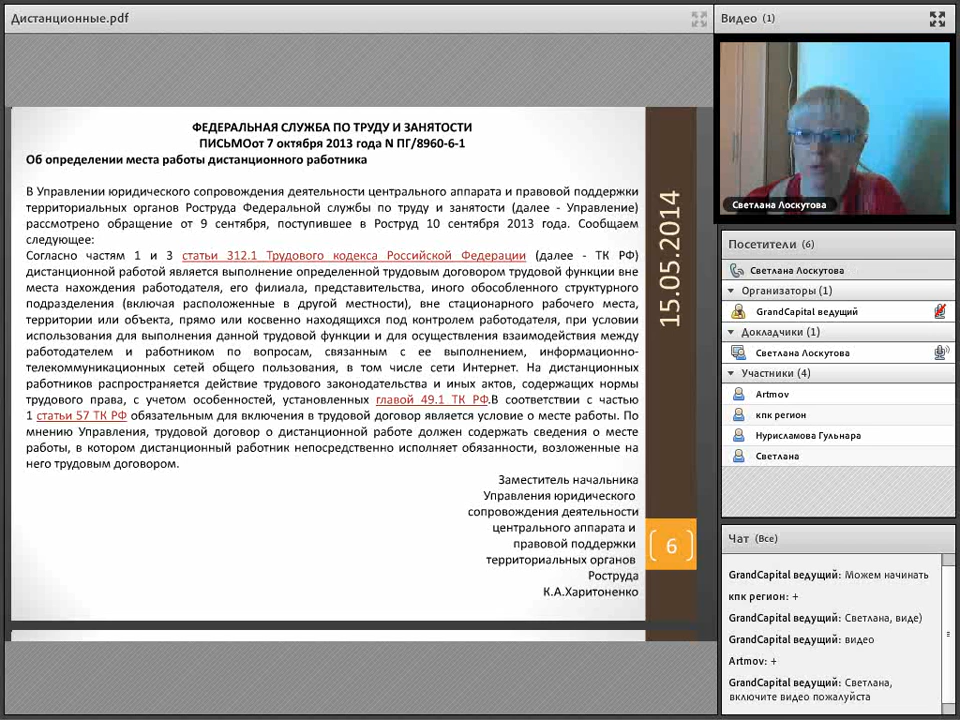 Дистанционные.pdf
ФЕДЕРАЛЬНАЯ СЛУЖБА ПО ТРУДУ И ЗАНЯТОСТИ
ПИСЬМОот 7 октября 2013 года N ПГ/8960-6-1
Об определении места работы дистанционного работника
В Управлении юридического сопровождения деятельности центрального аппарата и правовой поддержки
территориальных органов Роструда Федеральной службы по труду и занятости (далее - Управление)
рассмотрено обращение от 9 сентября, поступившее в Роструд 10 сентября 2013 года. Сообщаем
следующее:
Согласно частям 1 и 3 статьи 312.1 Трудового кодекса Российской Федерации (далее - ТК РФ)
дистанционной работой является выполнение определенной трудовым договором трудовой функции вне
места нахождения работодателя, его филиала, представительства, иного обособленного структурного
подразделения (включая расположенные в другой местности), вне стационарного рабочего места,
территории или объекта, прямо или косвенно находящихся под контролем работодателя, при условии
использования для выполнения данной трудовой функции и для осуществления взаимодействия между
работодателем и работником по вопросам, связанным с ее выполнением, информационно-
телекоммуникационных сетей общего пользования, в том числе сети Интернет. На дистанционных
работников распространяется действие трудового законодательства и иных актов, содержащих нормы
трудового права, с учетом особенностей, установленных главой 49.1 ТК РФ.В соответствии с частью
1 статьи 57 ТК РФ обязательным для включения в трудовой договор является условие о месте работы. По
мнению Управления, трудовой договор о дистанционной работе должен содержать сведения о месте
работы, в котором дистанционный работник непосредственно исполняет обязанности, возложенные на
него трудовым договором.
Заместитель начальника
Управления юридического
сопровождения деятельности
центрального аппарата и
правовой поддержки
территориальных органов
Роструда
К.А.Харитоненко
15.05.2014
6
Видео (1)
Светлана Лоскутова
Посетители (6)
Светлана Лоскутова
Организаторы (1)
GrandCapital ведущий
Докладчики (1)
Светлана Лоскутова
Участники (4)
Artmov
кпк регион
Нурисламова Гульнара
Светлана
Чат (Все)
GrandCapital ведущий: Можем начинать
кпк регион: +
GrandCapital ведущий: Светлана, виде)
GrandCapital ведущий: видео
Artmov: +
GrandCapital ведущий: Светлана,
включите видео пожалуйста